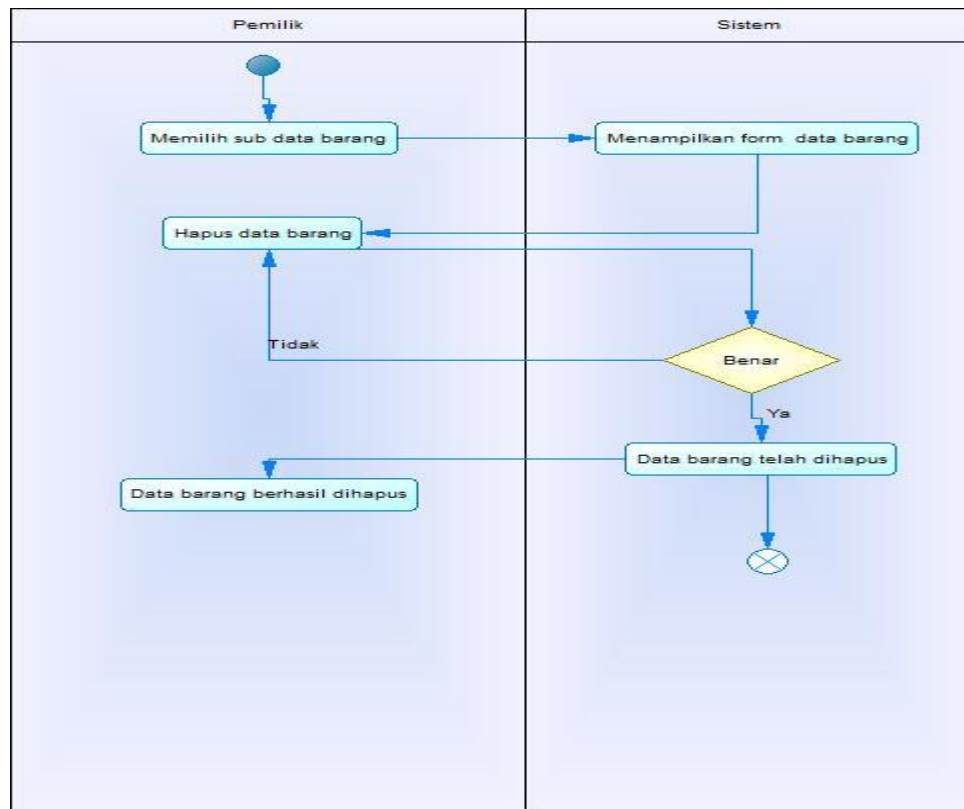 Pemilik
Sistem
Memilih sub data barang
Menampilkan form data barang
Hapus data barang
Tidak
Benar
Ya
Data barang telah dihapus
Data barang berhasil dihapus